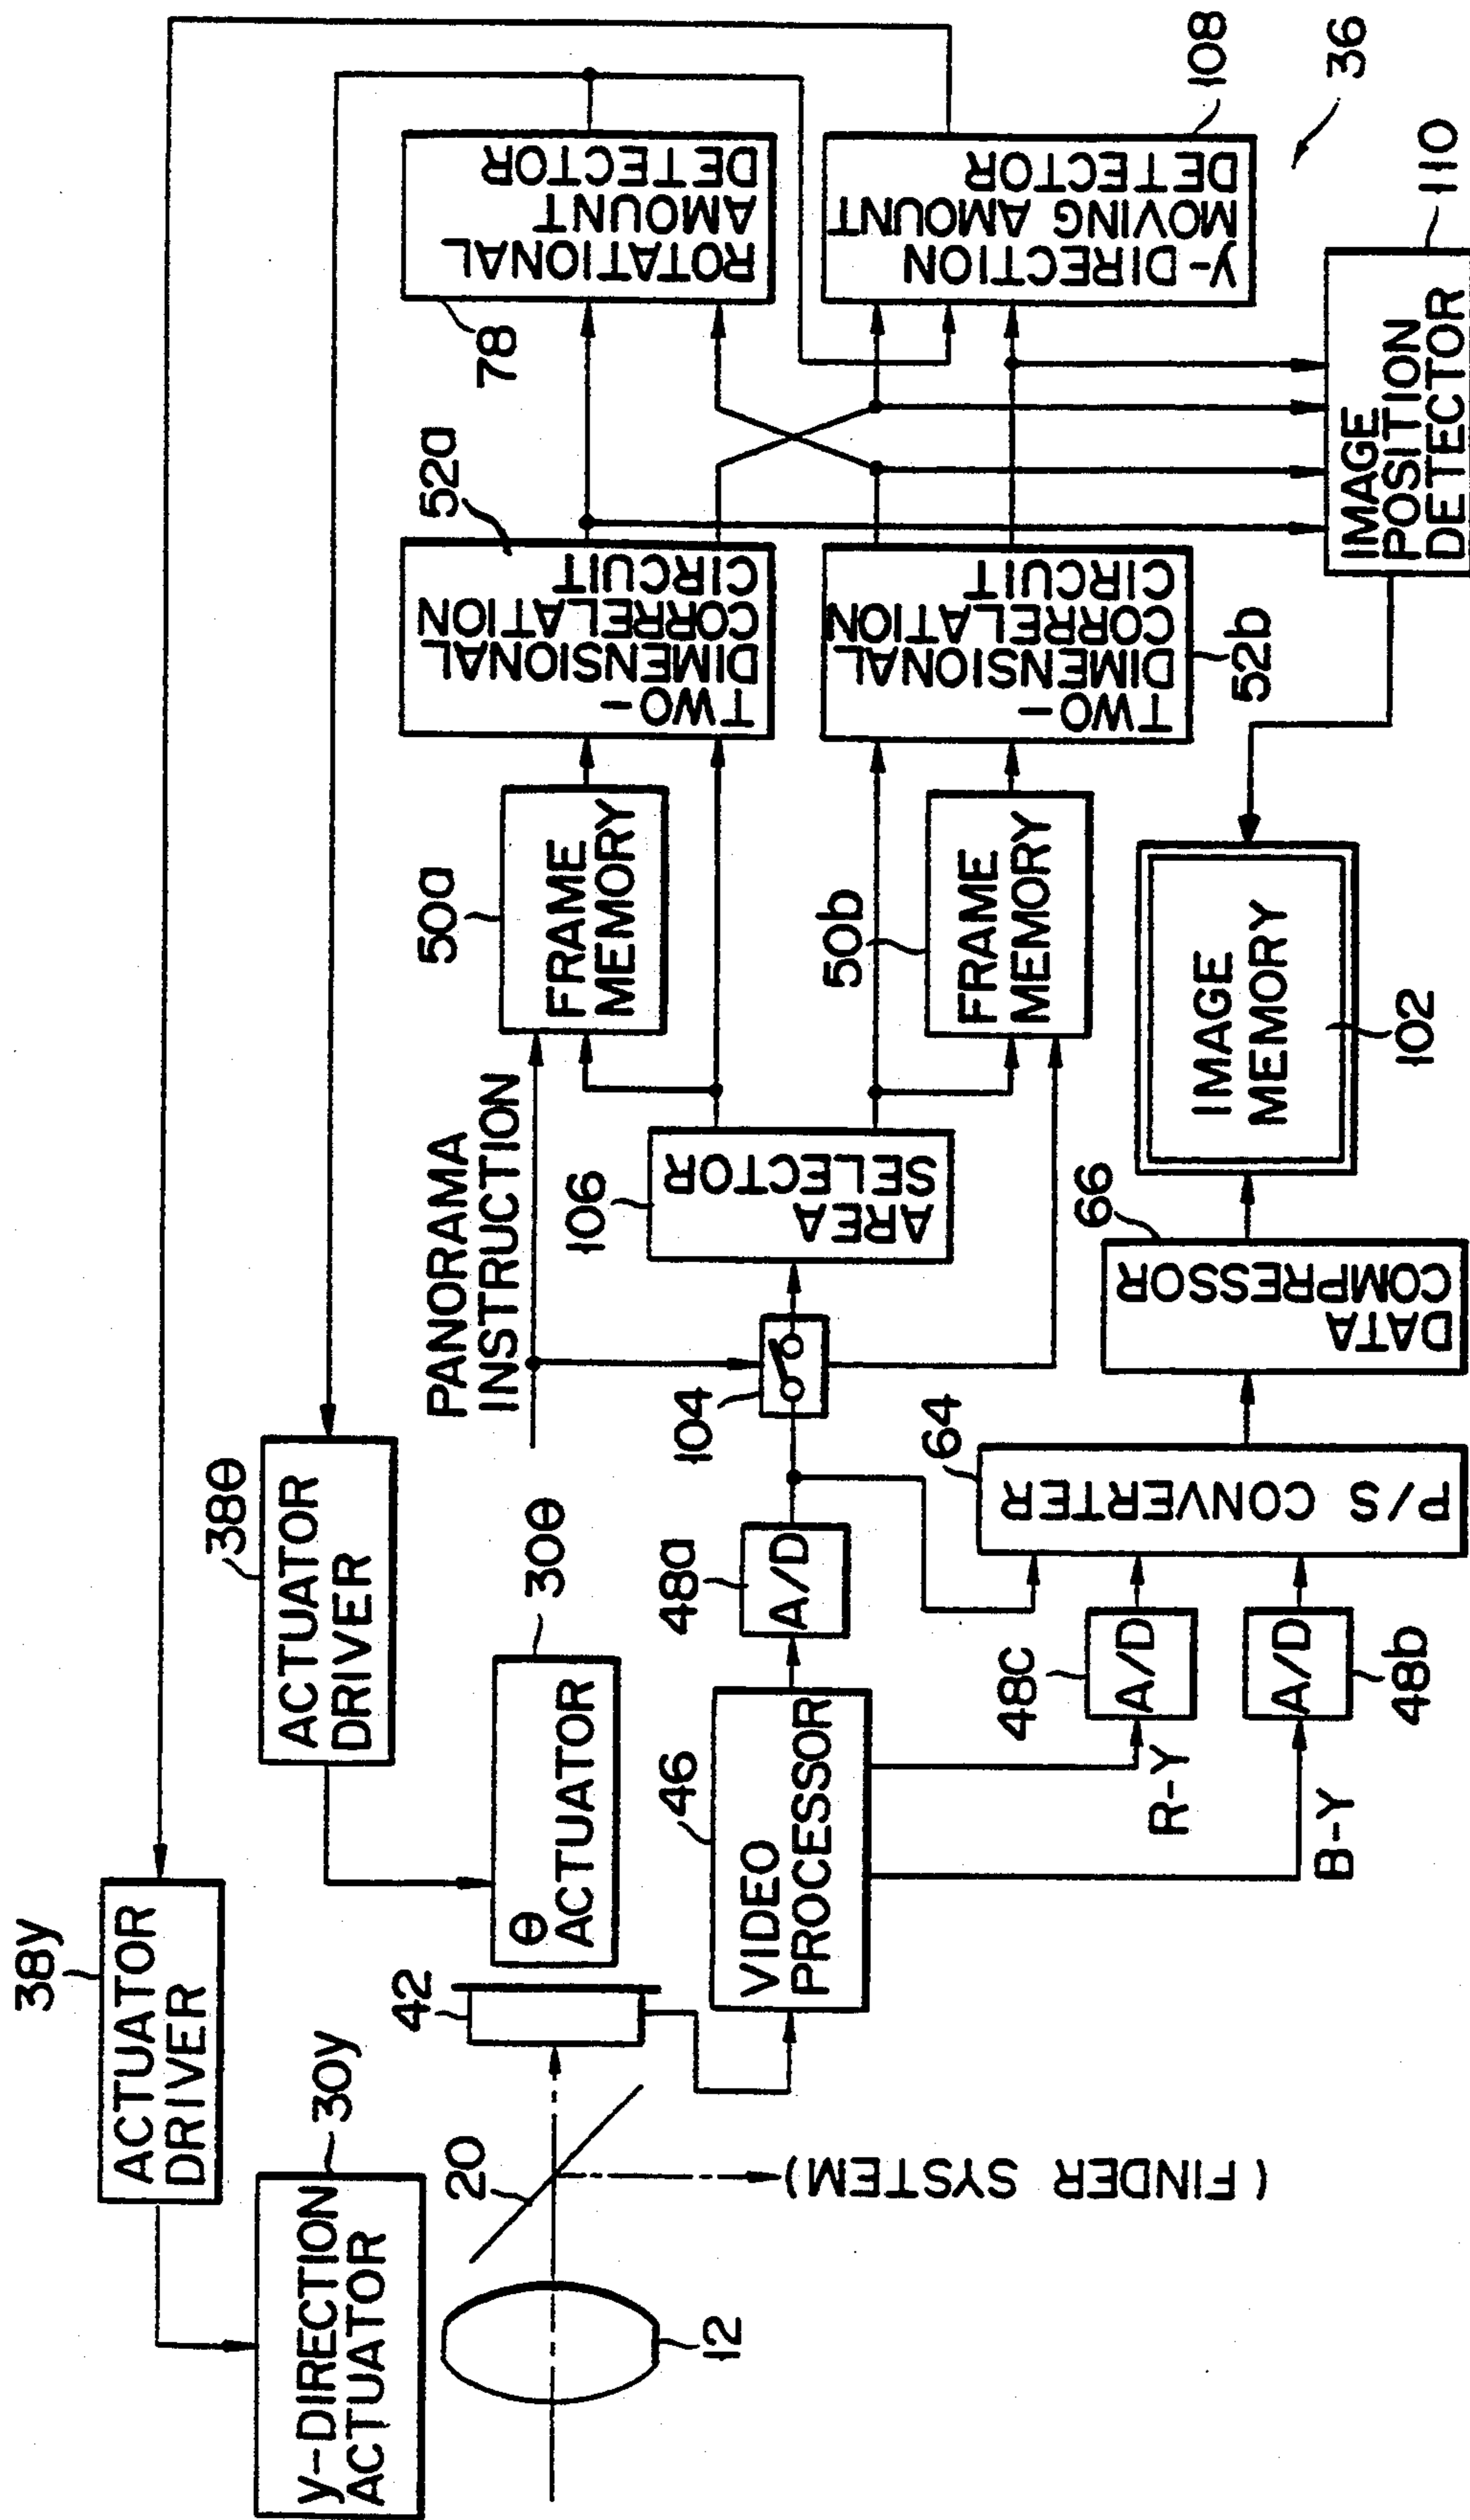 38y
ACTUATOR
DRIVER
30y
y-DIRECTION
ACTUATOR
38θ
ACTUATOR
DRIVER
30θ
θ
ACTUATOR
42
20
12
(FINDER SYSTEM)
46
VIDEO
PROCESSOR
48a
A/D
R-Y
48c
A/D
B-Y
48b
A/D
64
P/S CONVERTER
66
DATA
COMPRESSOR
PANORAMA
INSTRUCTION
104
106
AREA
SELECTOR
50a
FRAME
MEMORY
50b
FRAME
MEMORY
IMAGE
MEMORY
102
52a
TWO-
DIMENSIONAL
CORRELATION
CIRCUIT
TWO-
DIMENSIONAL
CORRELATION
CIRCUIT
52b
78
ROTATIONAL
AMOUNT
DETECTOR
y-DIRECTION
MOVING AMOUNT
DETECTOR
108
36
IMAGE
POSITION
DETECTOR
110